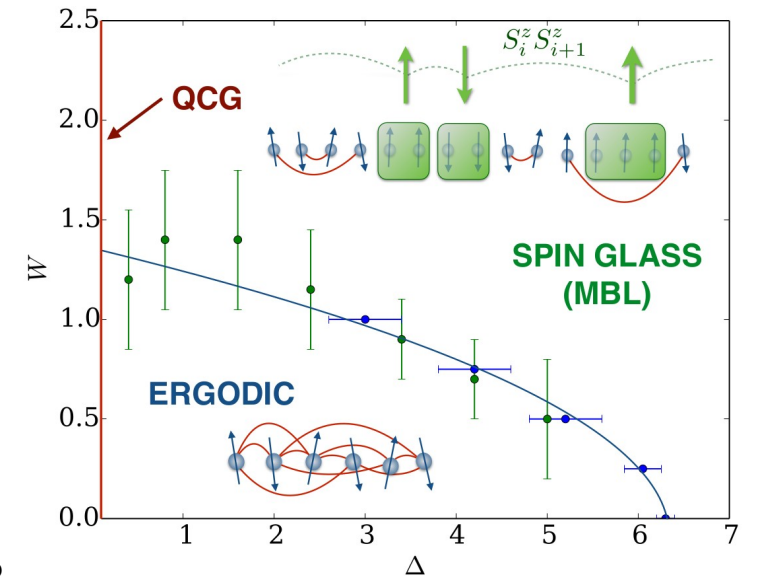 2.5
S_i^z S_{i+1}^z
QCG
2.0
1.5
SPIN GLASS
(MBL)
W
1.0
ERGODIC
0.5
0.0
1 2 3 4 5 6 7
Δ